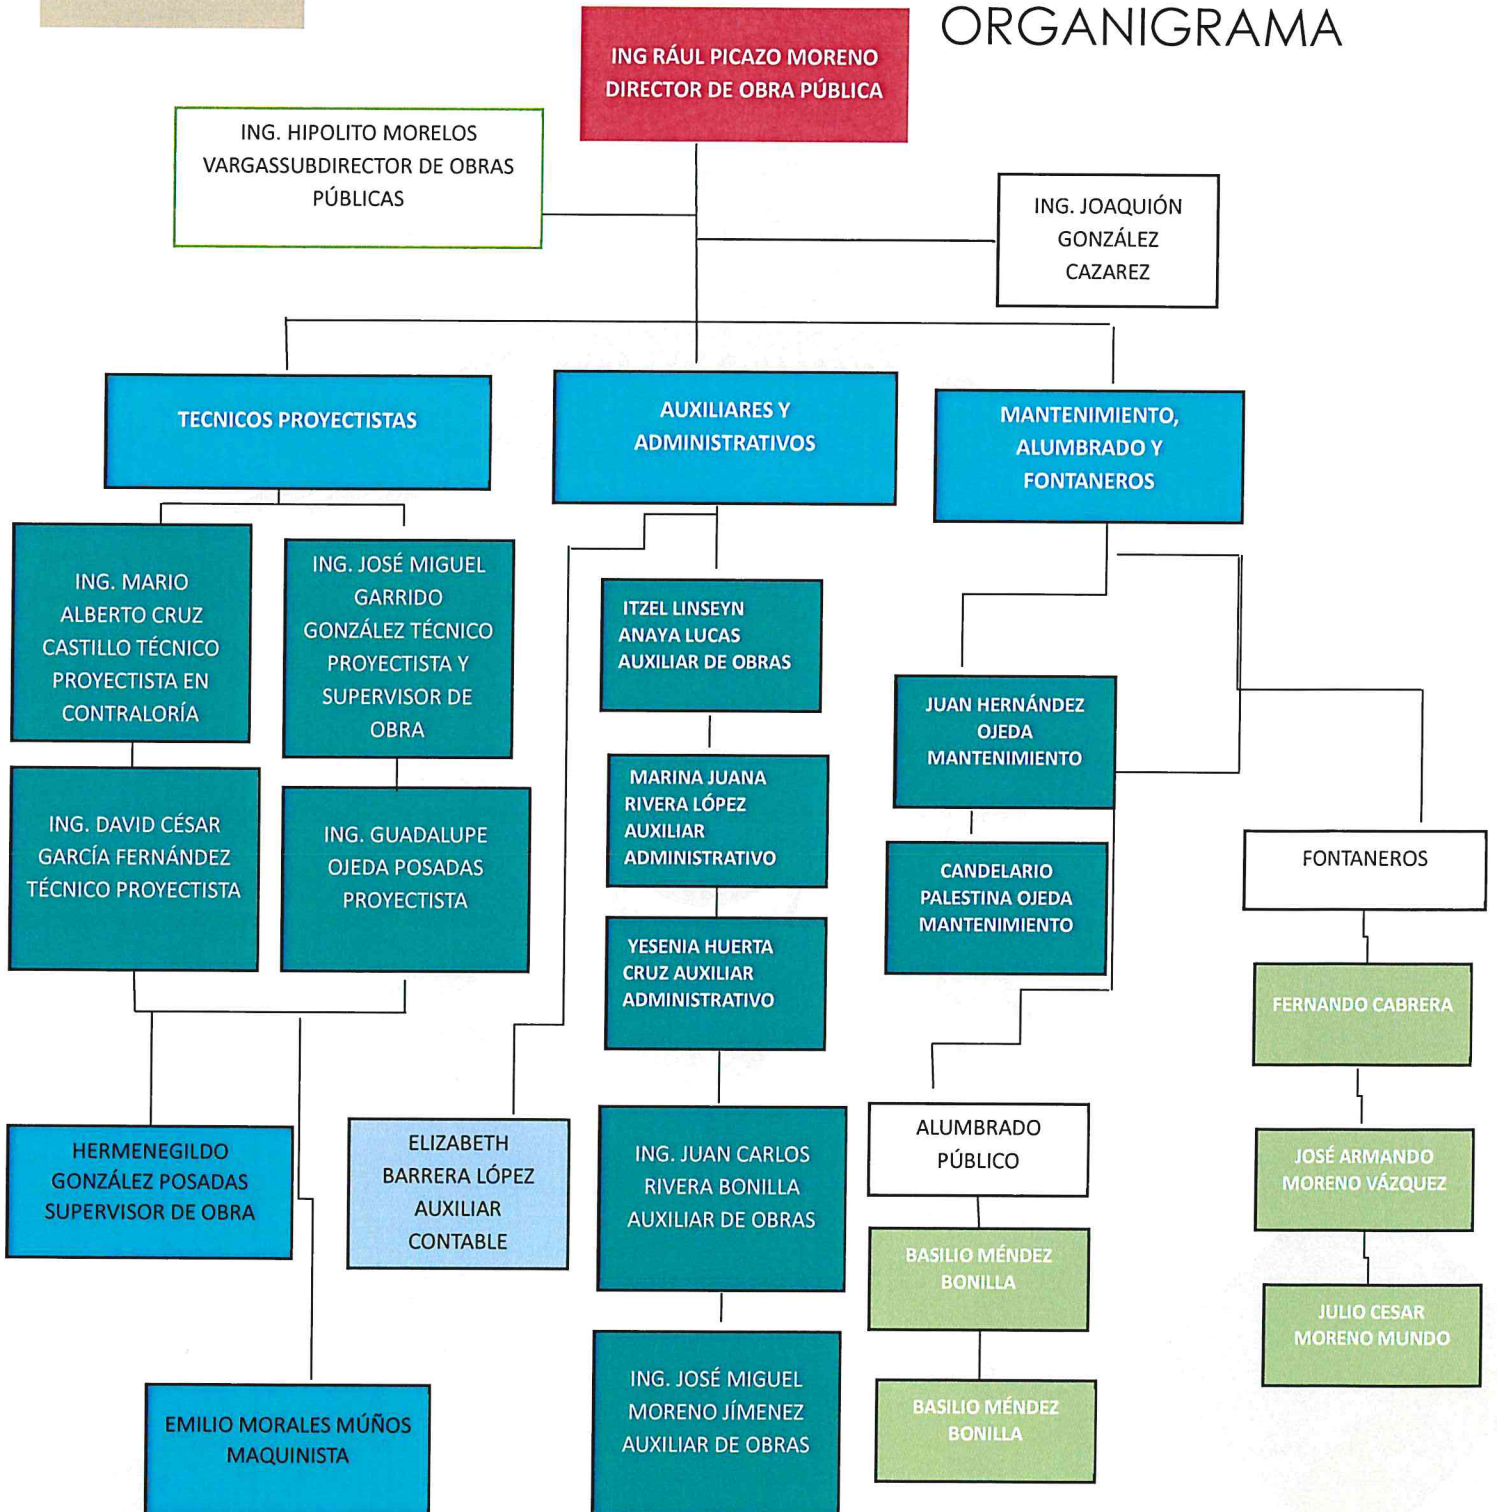 ORGANIGRAMA
ING RÁUL PICAZO MORENO
DIRECTOR DE OBRA PÚBLICA
ING. HIPOLITO MORELOS
VARGASSUBDIRECTOR DE OBRAS
PÚBLICAS
ING. JOAQUIÓN
GONZÁLEZ
CAZAREZ
TECNICOS PROYECTISTAS
AUXILIARES Y
ADMINISTRATIVOS
MANTENIMIENTO,
ALUMBRADO Y
FONTANEROS
ING. MARIO
ALBERTO CRUZ
CASTILLO TÉCNICO
PROYECTISTA EN
CONTRALORÍA
ING. JOSÉ MIGUEL
GARRIDO
GONZÁLEZ TÉCNICO
PROYECTISTA Y
SUPERVISOR DE
OBRA
ING. DAVID CÉSAR
GARCÍA FERNÁNDEZ
TÉCNICO PROYECTISTA
ING. GUADALUPE
OJEDA POSADAS
PROYECTISTA
HERMENEGILDO
GONZÁLEZ POSADAS
SUPERVISOR DE OBRA
EMILIO MORALES MÚÑOS
MAQUINISTA
ELIZABETH
BARRERA LÓPEZ
AUXILIAR
CONTABLE
ITZEL LINSEYN
ANAYA LUCAS
AUXILIAR DE OBRAS
MARINA JUANA
RIVERA LÓPEZ
AUXILIAR
ADMINISTRATIVO
YESENIA HUERTA
CRUZ AUXILIAR
ADMINISTRATIVO
ING. JUAN CARLOS
RIVERA BONILLA
AUXILIAR DE OBRAS
ING. JOSÉ MIGUEL
MORENO JÍMENEZ
AUXILIAR DE OBRAS
JUAN HERNÁNDEZ
OJEDA
MANTENIMIENTO
CANDELARIO
PALESTINA OJEDA
MANTENIMIENTO
ALUMBRADO
PÚBLICO
BASILIO MÉNDEZ
BONILLA
BASILIO MÉNDEZ
BONILLA
FONTANEROS
FERNANDO CABRERA
JOSÉ ARMANDO
MORENO VÁZQUEZ
JULIO CESAR
MORENO MUNDO